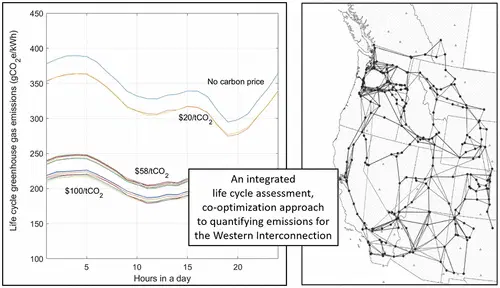 Life cycle greenhouse gas emissions (gCO2e/kWh)
450
400
350
300
250
200
150
100
No carbon price
$20/tCO2
$58/tCO2
$100/tCO2
5
10
15
20
Hours in a day
An integrated
life cycle assessment,
co-optimization approach
to quantifying emissions for
the Western Interconnection